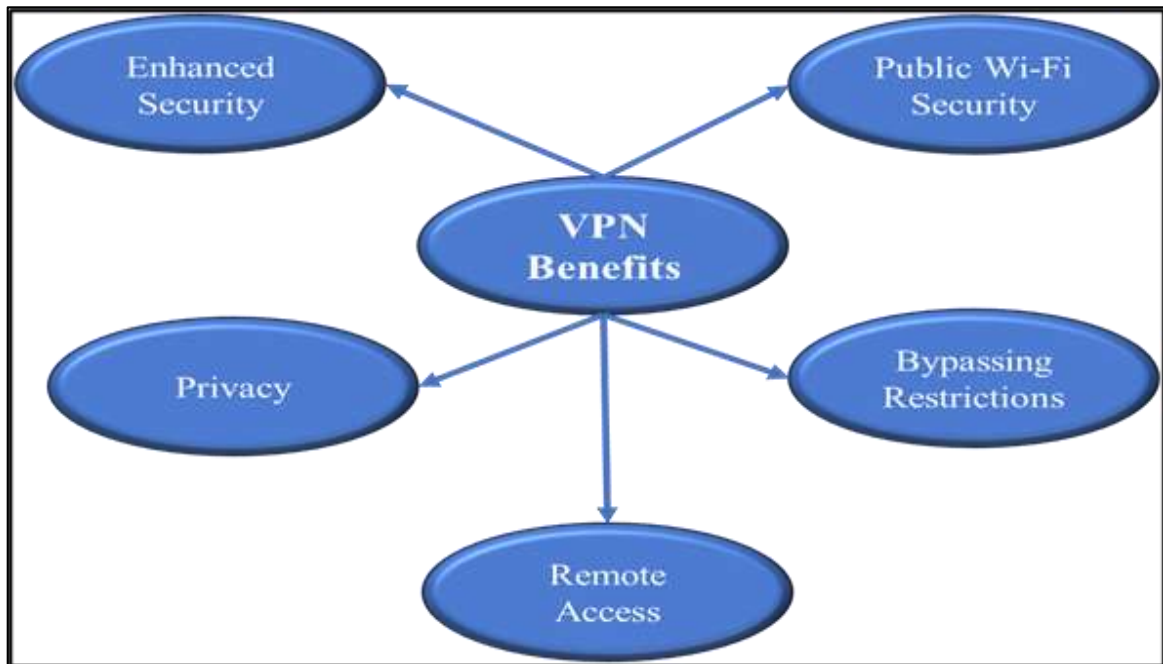 Enhanced
Security
Public Wi-Fi
Security
VPN
Benefits
Privacy
Bypassing
Restrictions
Remote
Access